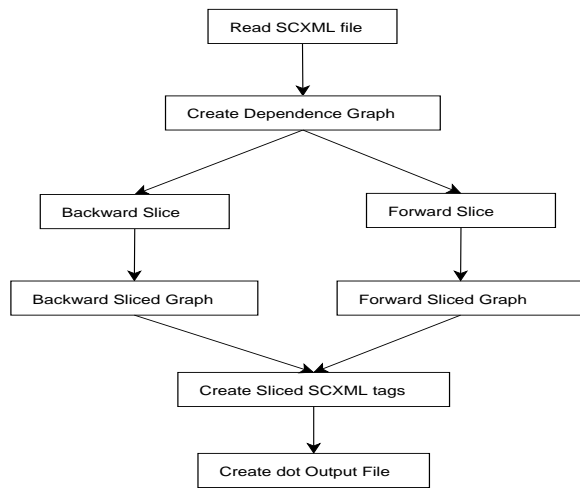 Read SCXML file
Create Dependence Graph
Backward Slice
Forward Slice
Backward Sliced Graph
Forward Sliced Graph
Create Sliced SCXML tags
Create dot Output File